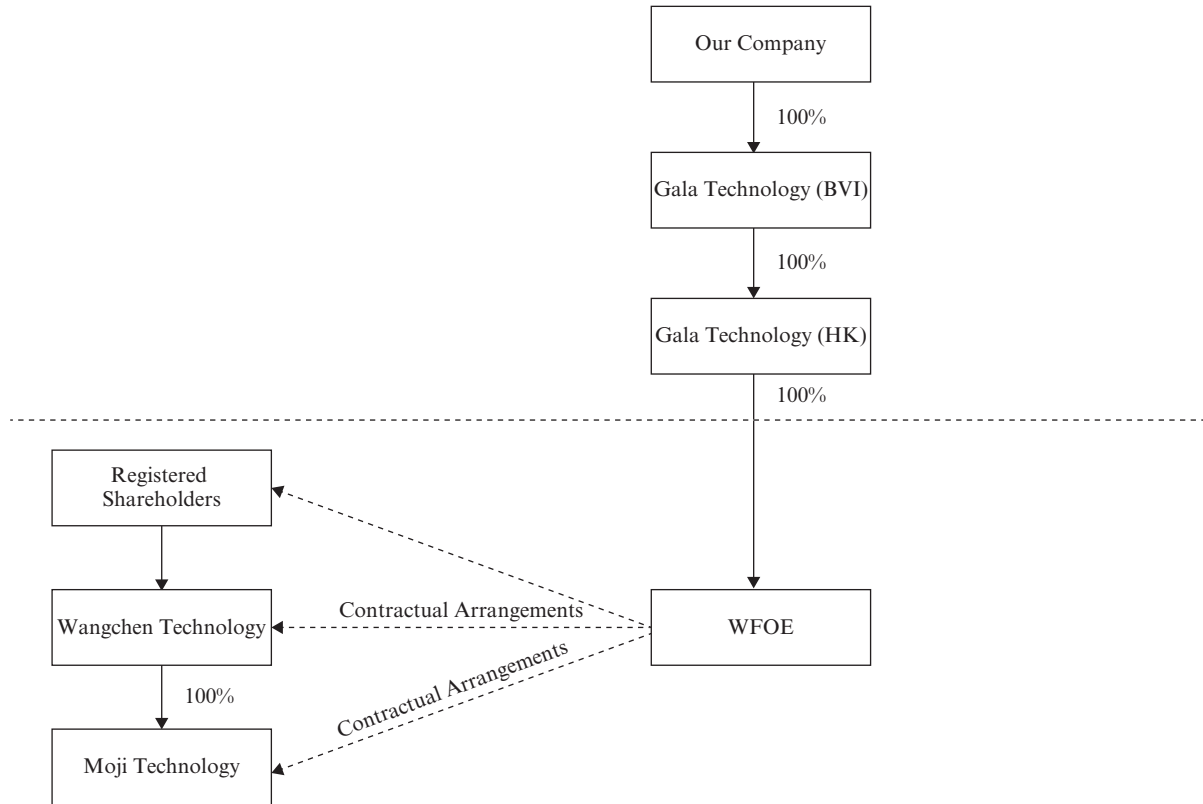 Our Company
100%
Gala Technology (BVI)
100%
Gala Technology (HK)
100%
Registered
Shareholders
Contractual Arrangements
Wangchen Technology
WFOE
Contractual Arrangements
100%
Moji Technology